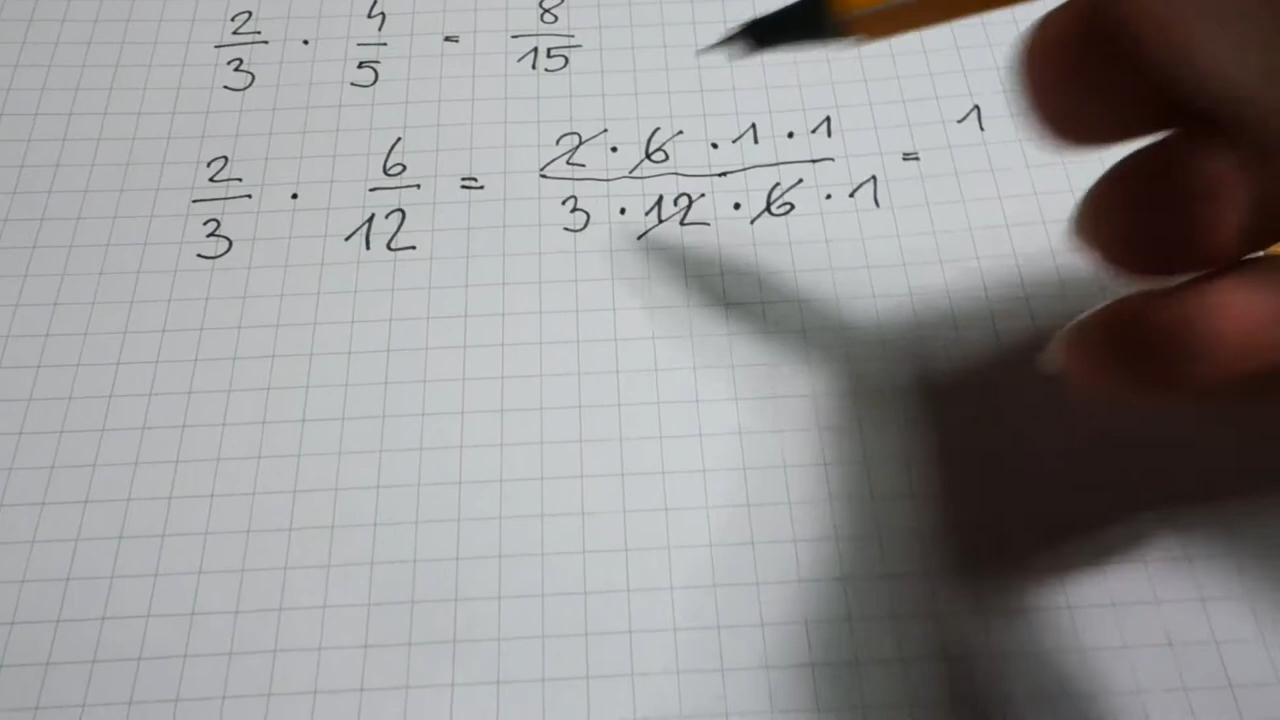 2/3 · 4/5 = 8/15
2/3 · 6/12 = 2 · 6 · 1 · 1 / 3 · 12 · 6 · 1 = 1